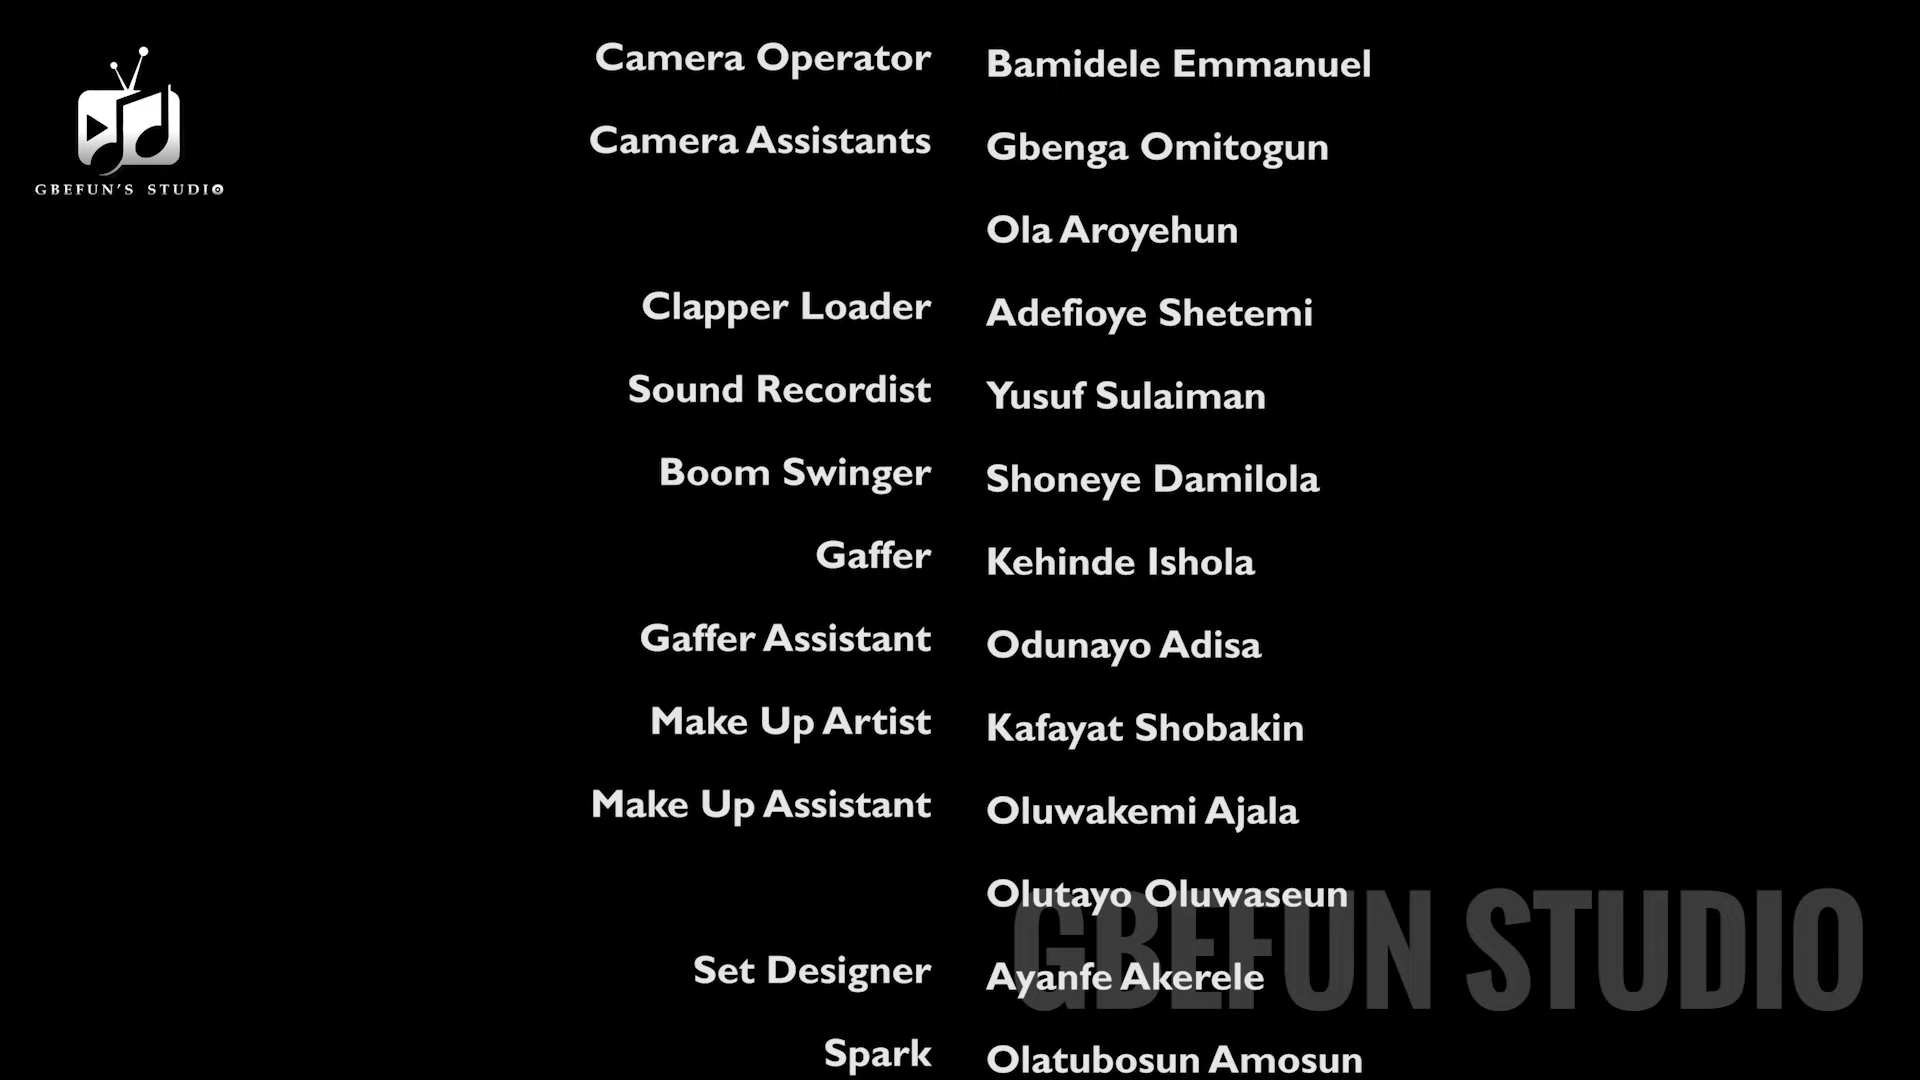 GBEFUN'S STUDIO
Camera Operator Bamidele Emmanuel
Camera Assistants Gbenga Omitogun
Ola Aroyehun
Clapper Loader Adefioye Shetemi
Sound Recordist Yusuf Sulaiman
Boom Swinger Shoneye Damilola
Gaffer Kehinde Ishola
Gaffer Assistant Odunayo Adisa
Make Up Artist Kafayat Shobakin
Make Up Assistant Oluwakemi Ajala
Olutayo Oluwaseun
GBEFUN STUDIO
Set Designer Ayanfe Akerele
Spark Olatubosun Amosun